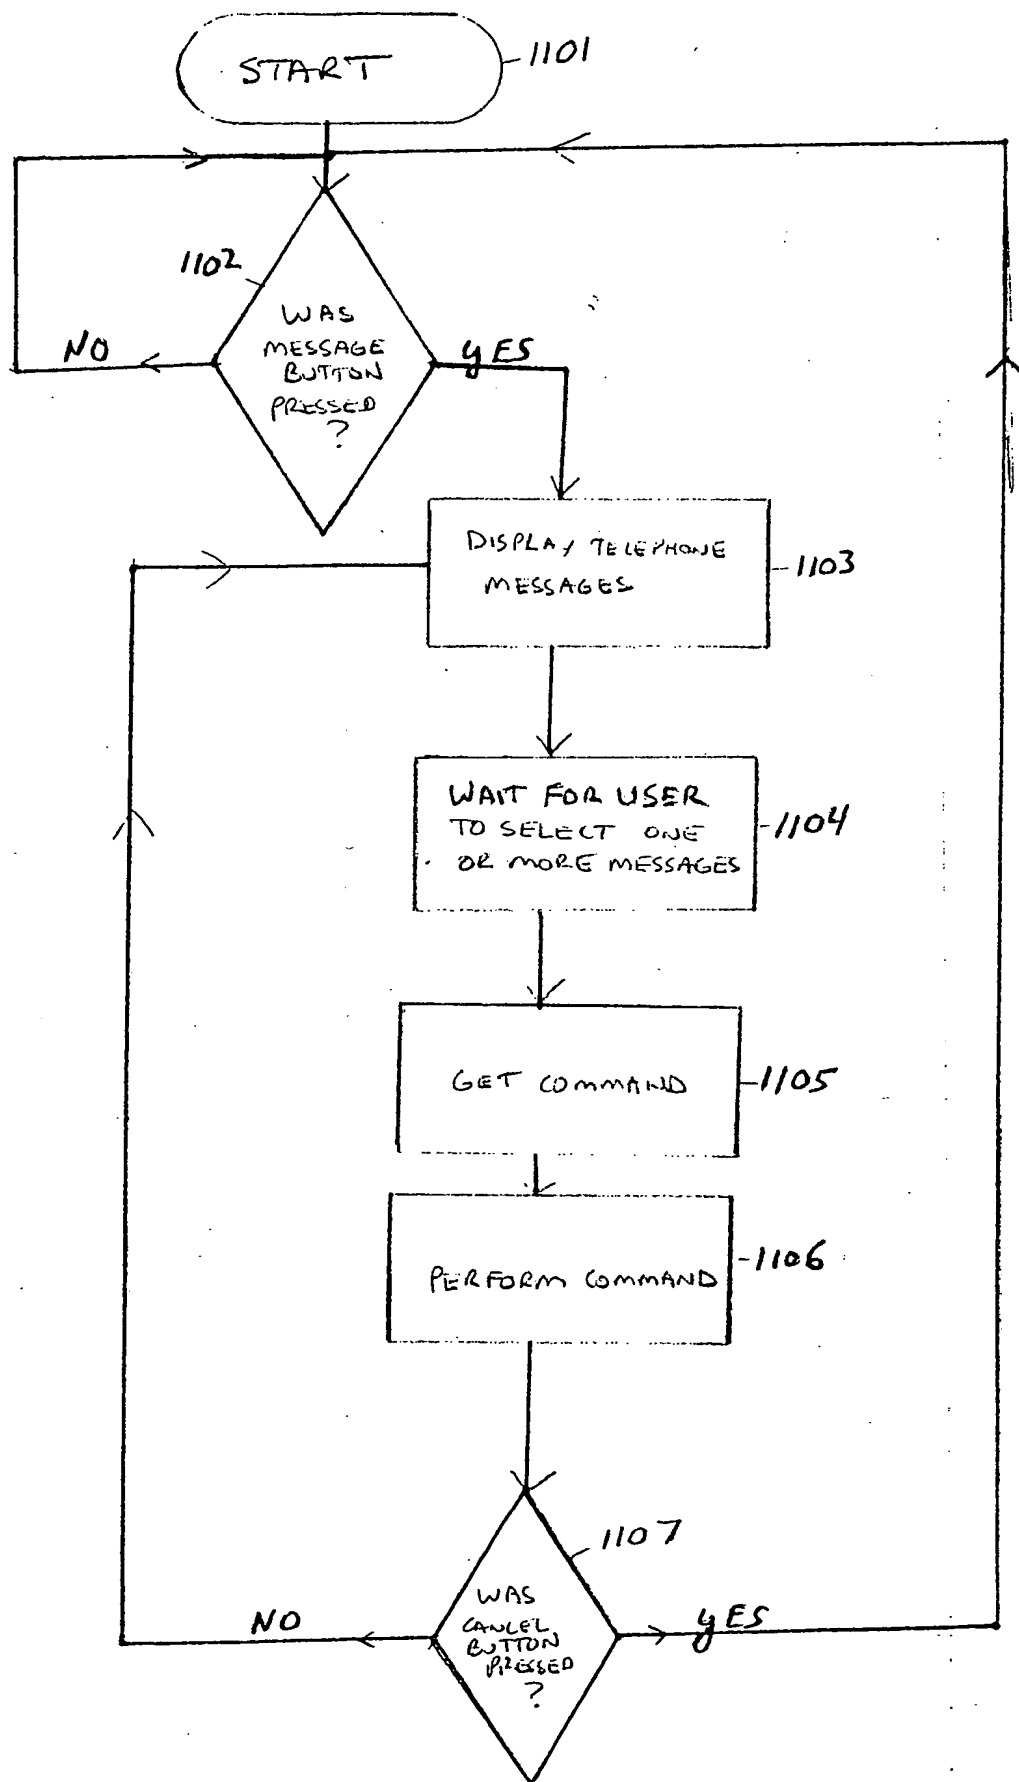 START
1101
1102
WAS
MESSAGE
BUTTON
PRESSED
?
NO
YES
DISPLAY TELEPHONE
MESSAGES
1103
WAIT FOR USER
TO SELECT ONE
OR MORE MESSAGES
1104
GET COMMAND
1105
PERFORM COMMAND
1106
1107
WAS
CANCEL
BUTTON
PRESSED
?
NO
YES